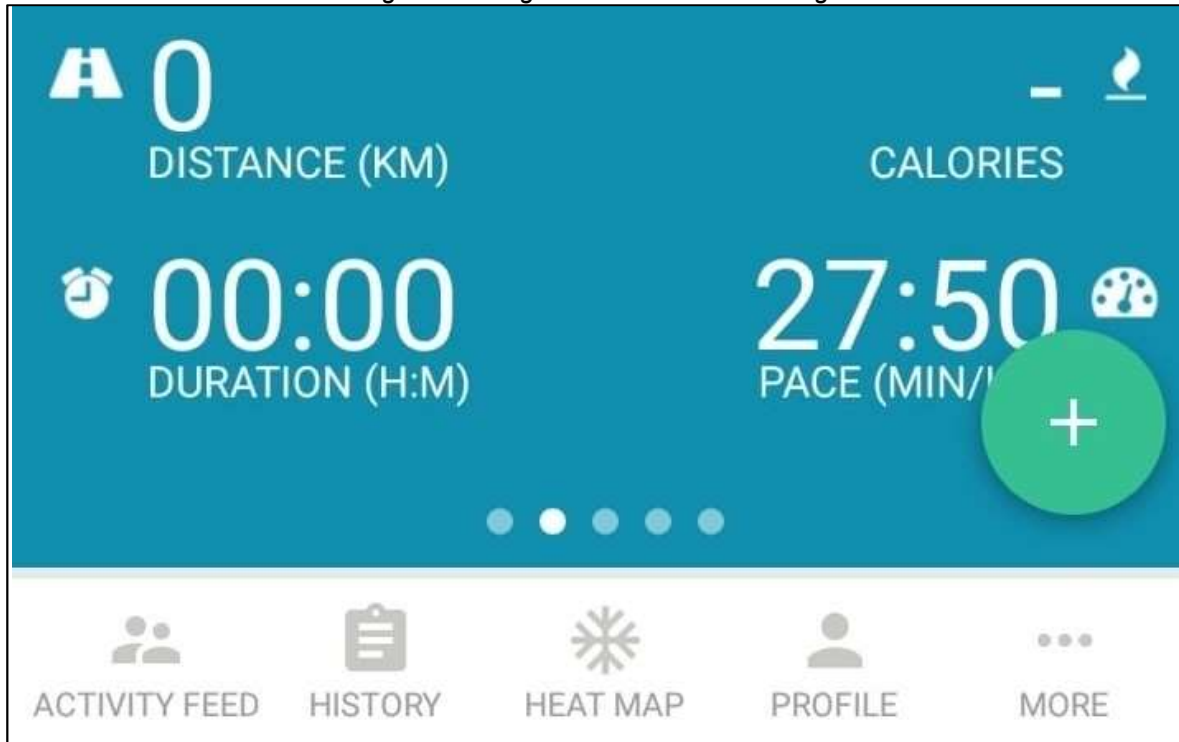 0 -
DISTANCE (KM) CALORIES
00:00 27:50
DURATION (H:M) PACE (MIN/
+
ACTIVITY FEED HISTORY HEAT MAP PROFILE MORE